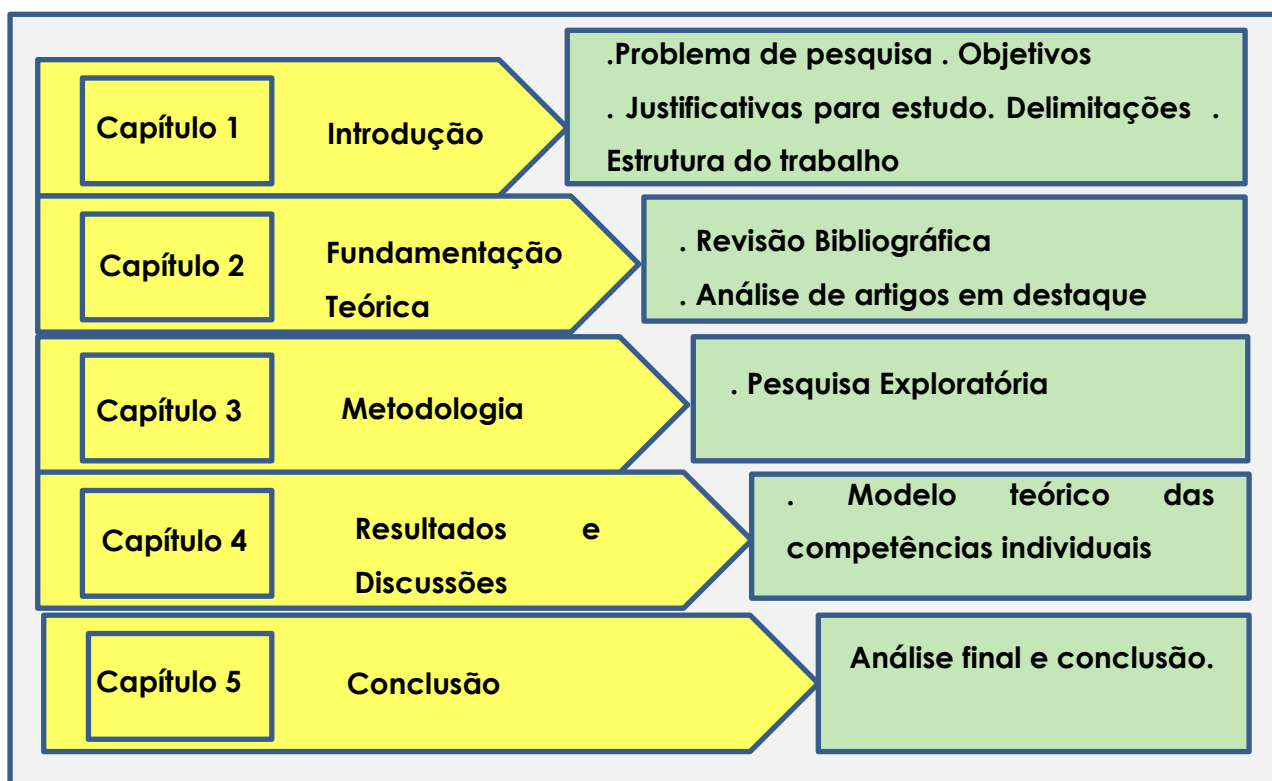 Capítulo 1
Introdução
.Problema de pesquisa . Objetivos
. Justificativas para estudo. Delimitações .
Estrutura do trabalho
Capítulo 2
Fundamentação
Teórica
. Revisão Bibliográfica
. Análise de artigos em destaque
Capítulo 3
Metodologia
. Pesquisa Exploratória
Capítulo 4
Resultados e
Discussões
. Modelo teórico das
competências individuais
Capítulo 5
Conclusão
Análise final e conclusão.